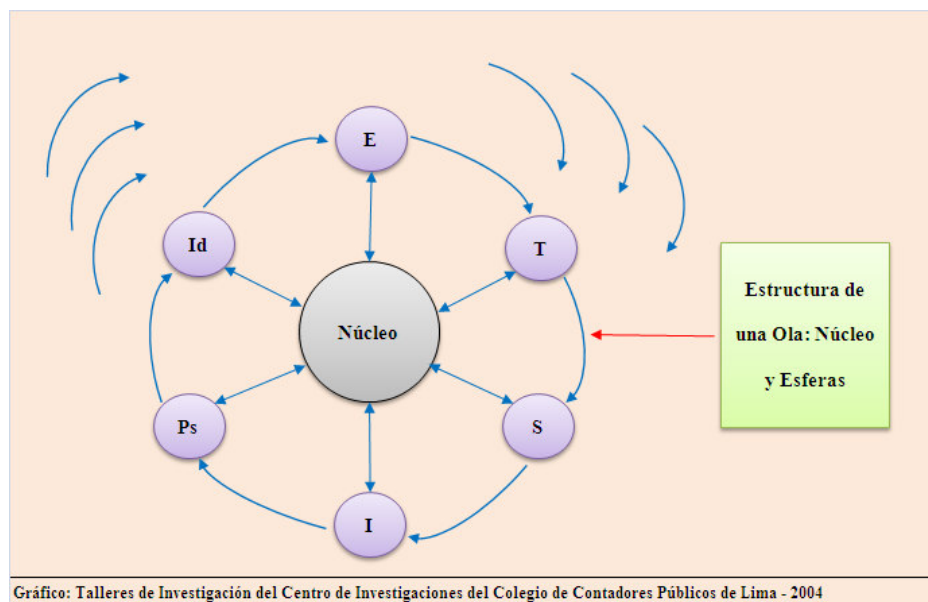 E
Id
T
Núcleo
Estructura de
una Ola: Núcleo
y Esferas
Ps
S
I
Gráfico: Talleres de Investigación del Centro de Investigaciones del Colegio de Contadores Públicos de Lima - 2004